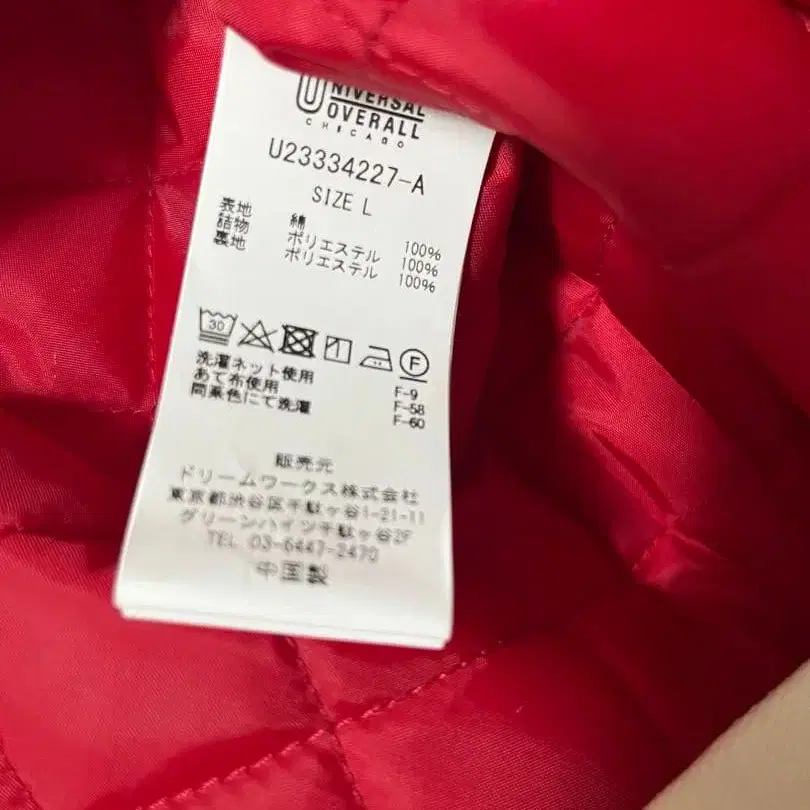 UNIVERSAL
OVERALL
CHICAGO
U23334227-A
SIZE L
表地 綿 100%
詰物 ポリエステル 100%
裏地 ポリエステル 100%
30 F
洗濯ネット使用 F-9
あて布使用 F-58
同系色にて洗濯 F-60
販売元
ドリームワークス株式会社
東京都渋谷区千駄ヶ谷1-21-11
グリーンハイツ千駄ヶ谷2F
TEL 03-6447-2470
中国製